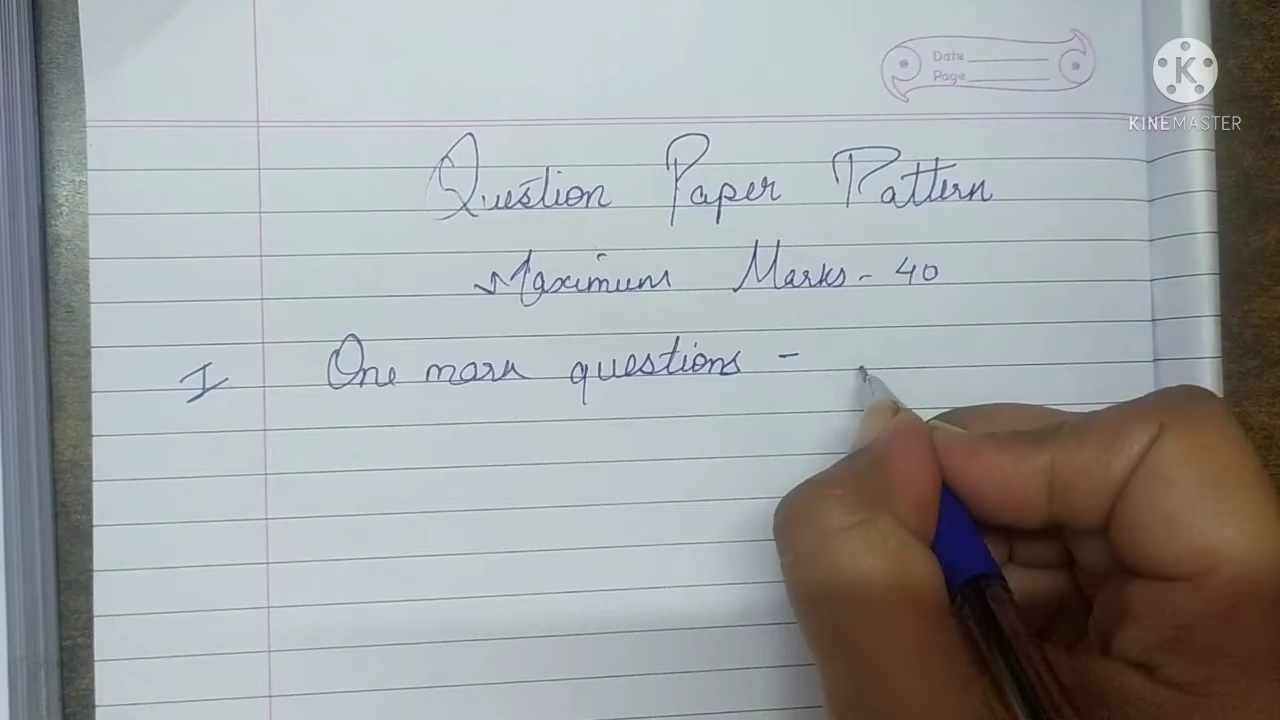 Date
Page
K
KINEMASTER
Question Paper Pattern
Maximum Marks - 40
I One mark questions -